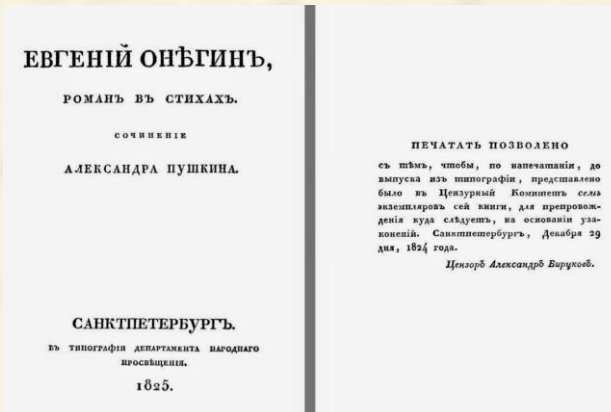 ЕВГЕНІЙ ОНѢГИНЪ,
РОМАНЪ ВЪ СТИХАХЪ.
СОЧИНЕНІЕ
АЛЕКСАНДРА ПУШКИНА.
САНКТПЕТЕРБУРГЪ.
ВЪ ТИПОГРАФІИ ДЕПАРТАМЕНТА НАРОДНАГО
ПРОСВѢЩЕНІЯ.
1825.
ПЕЧАТАТЬ ПОЗВОЛЕНО
съ тѣмъ, чтобы, по напечатаніи, до
выпуска изъ типографіи, представлено
было въ Цензурный Комитетъ семь
экземпляровъ сей книги, для препровож-
денія куда слѣдуетъ, на основаніи уза-
коненій. Санктпетербургъ, Декабря 29
дня, 1824 года.
Цензоръ Александръ Бируковъ.